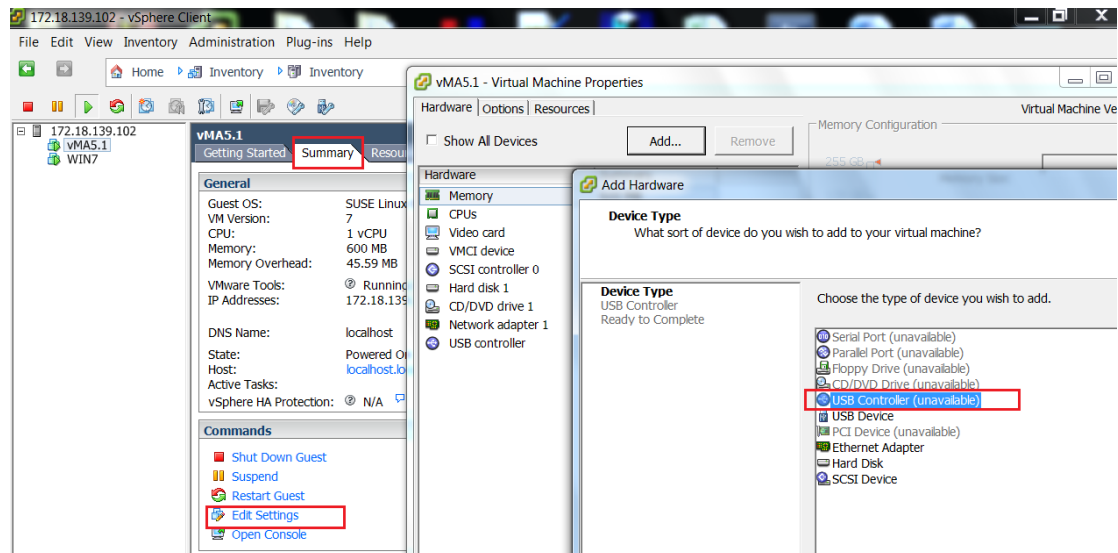 172.18.139.102 - vSphere Client
File Edit View Inventory Administration Plug-ins Help
Home Inventory Inventory
172.18.139.102
vMA5.1
WIN7
vMA5.1
Getting Started Summary Resou
General
Guest OS: SUSE Linux
VM Version: 7
CPU: 1 vCPU
Memory: 600 MB
Memory Overhead: 45.59 MB
VMware Tools: Running
IP Addresses: 172.18.139
DNS Name: localhost
State: Powered On
Host: localhost.lo
Active Tasks:
vSphere HA Protection: N/A
Commands
Shut Down Guest
Suspend
Restart Guest
Edit Settings
Open Console
vMA5.1 - Virtual Machine Properties
Hardware Options Resources Virtual Machine Ve
Show All Devices Add... Remove
Memory Configuration
255 GB
Hardware
Memory
CPUs
Video card
VMCI device
SCSI controller 0
Hard disk 1
CD/DVD drive 1
Network adapter 1
USB controller
Add Hardware
Device Type
What sort of device do you wish to add to your virtual machine?
Device Type
USB Controller
Ready to Complete
Choose the type of device you wish to add.
Serial Port (unavailable)
Parallel Port (unavailable)
Floppy Drive (unavailable)
CD/DVD Drive (unavailable)
USB Controller (unavailable)
USB Device
PCI Device (unavailable)
Ethernet Adapter
Hard Disk
SCSI Device